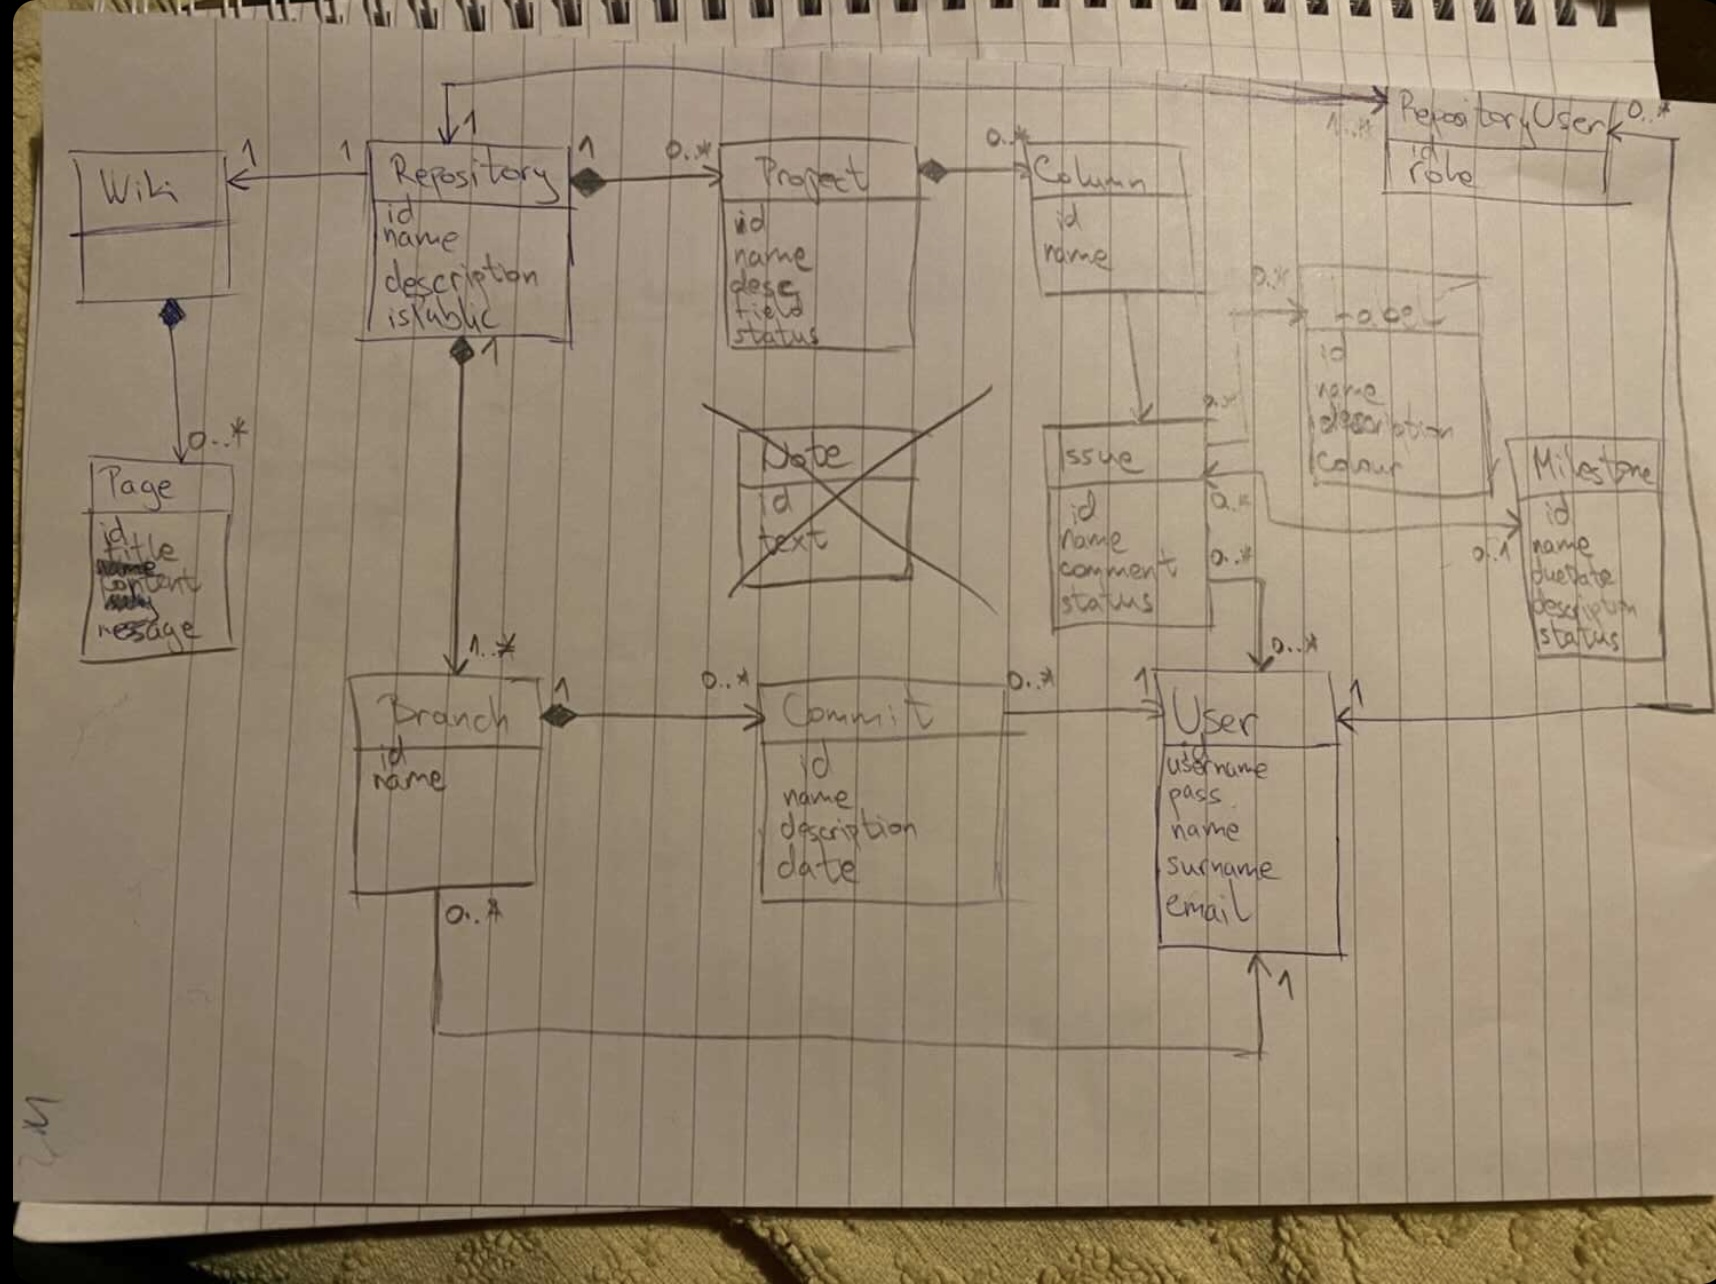 1
1..*
RepositoryUser
0..*
id
role
Wiki
1
1
Repository
id
name
description
isPublic
1
0..*
Project
id
name
desc
field
status
0..*
Column
id
name
0..*
Label
id
name
description
colour
1
0..*
Page
id
title
name
content
message
Note
id
text
0..*
Issue
id
name
comment
status
0..*
0..*
0..1
Milestone
id
name
dueDate
description
status
1..*
Branch
id
name
1
0..*
Commit
id
name
description
date
0..*
1
0..*
User
id
username
pass
name
surname
email
1
0..*
1